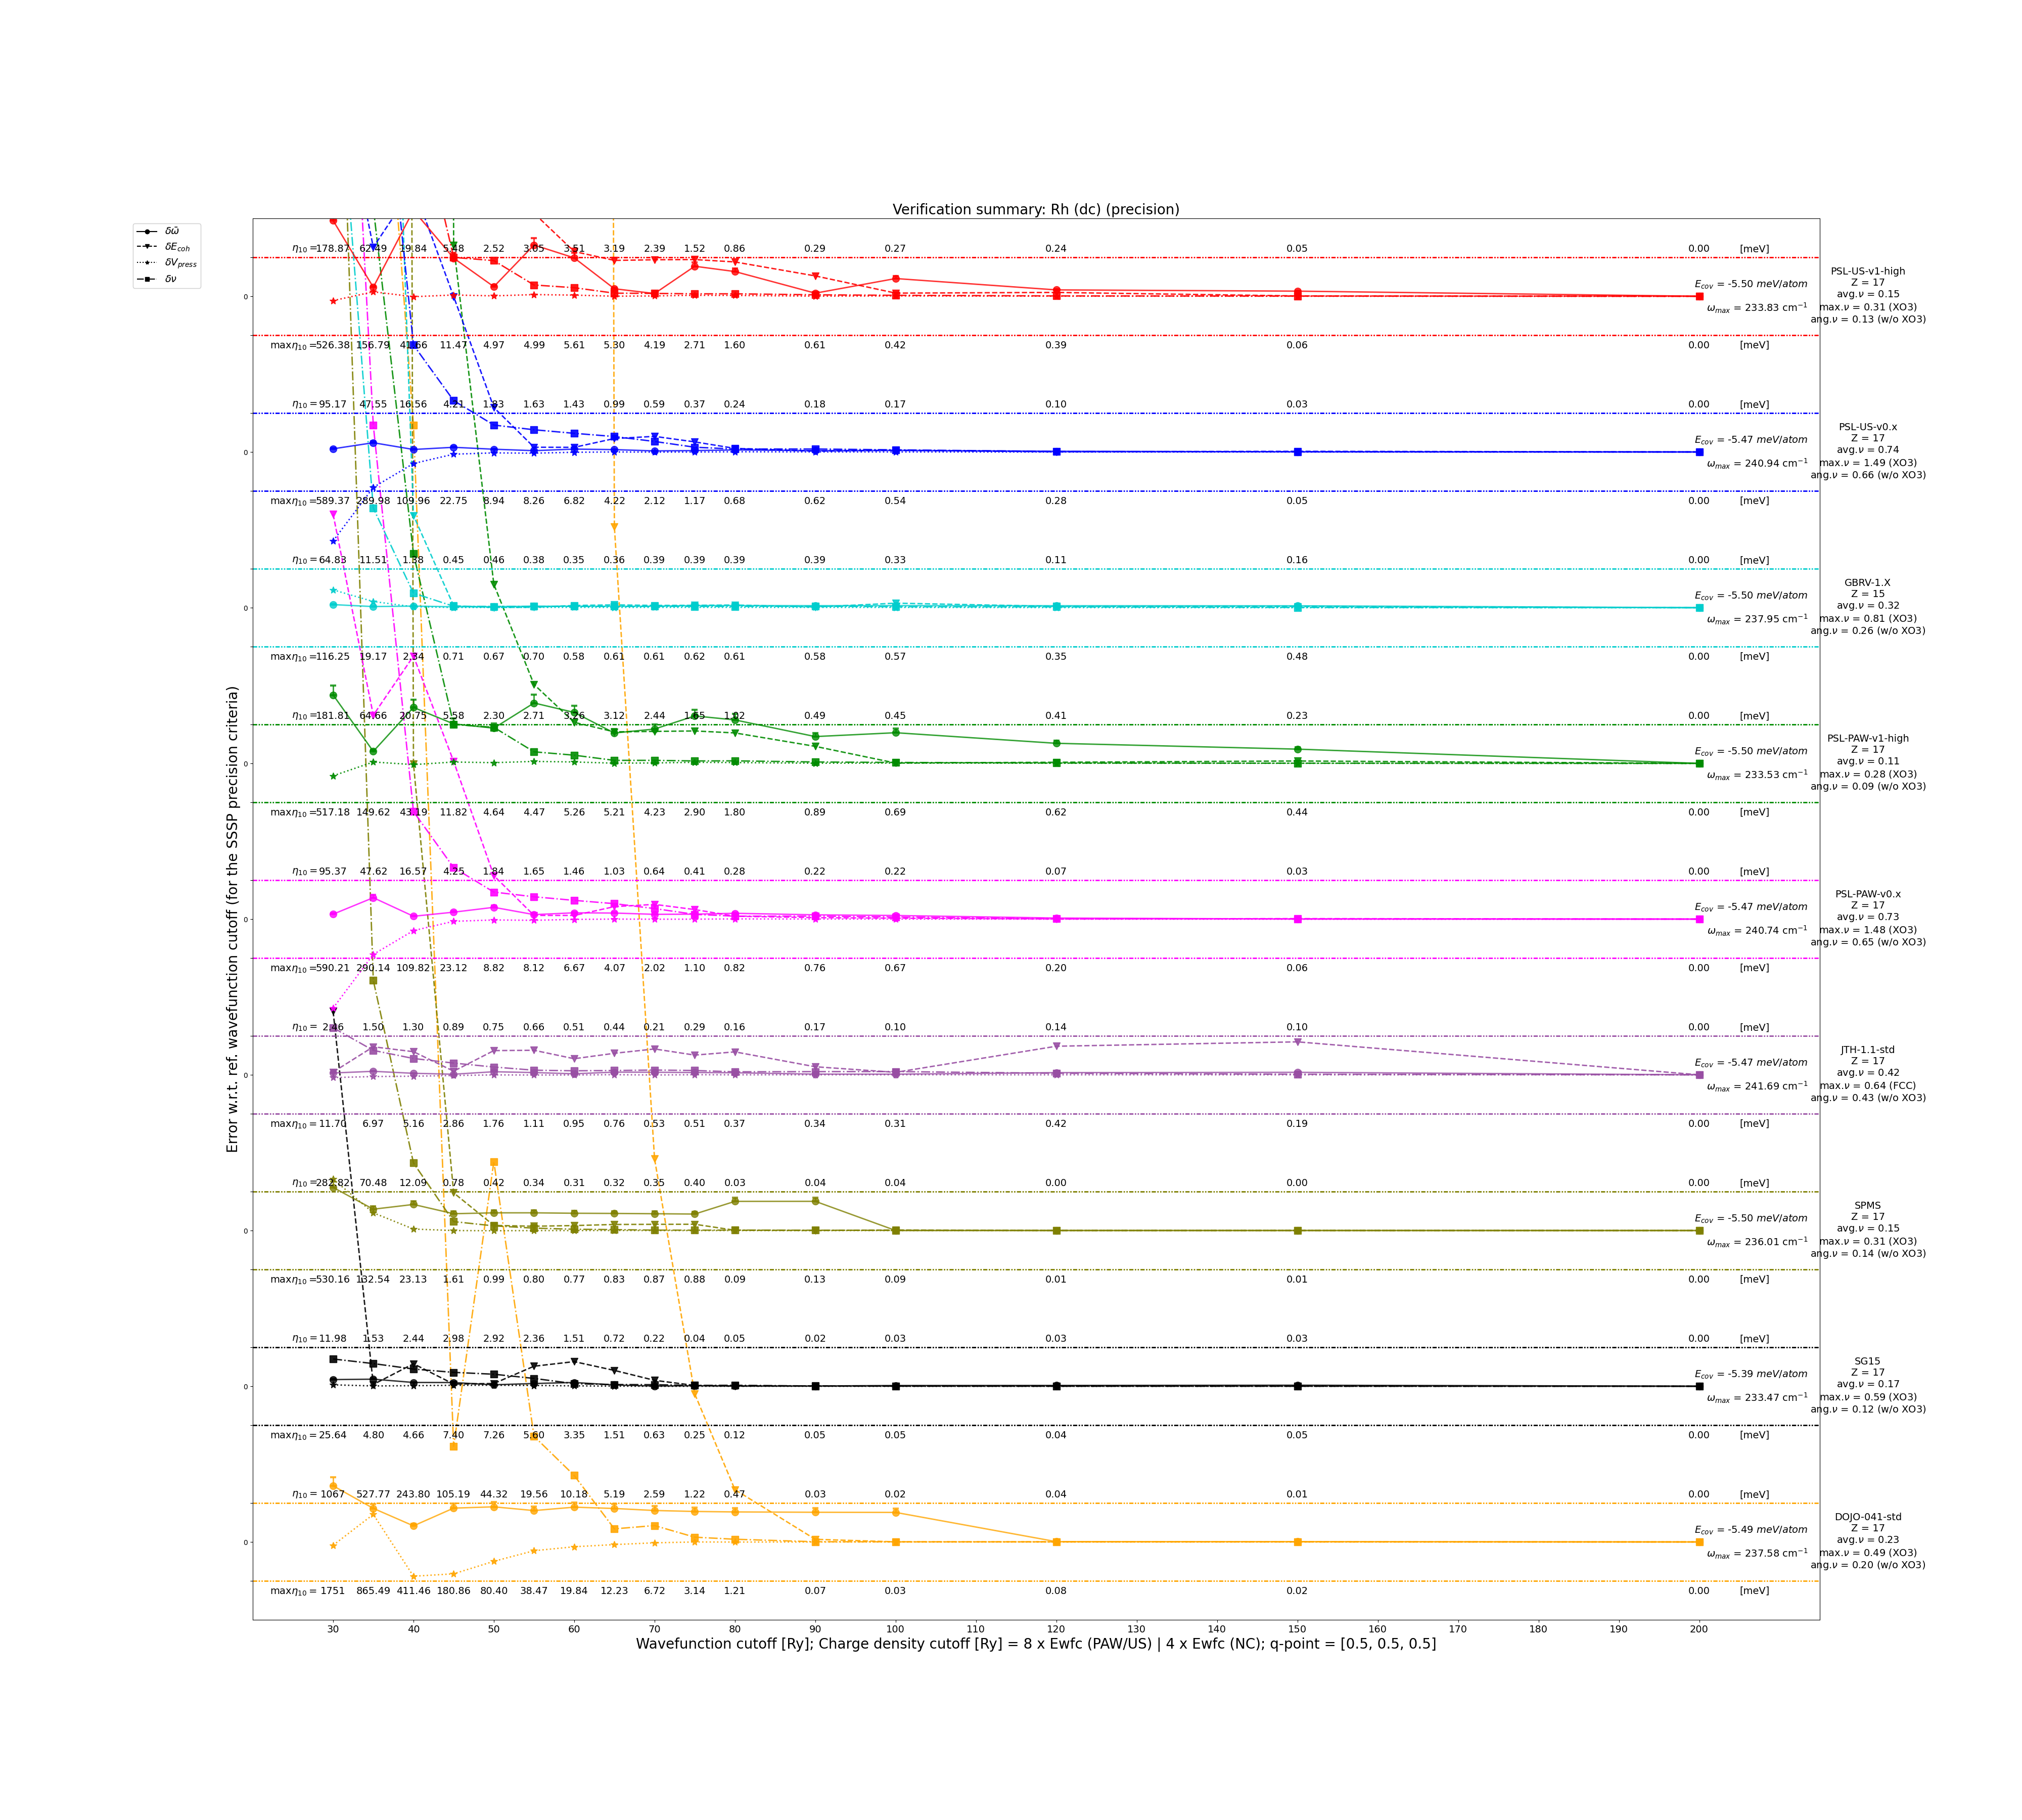 Verification summary: Rh (dc) (precision)
δω̄
δE_coh
δV_press
δν
Error w.r.t. ref. wavefunction cutoff (for the SSSP precision criteria)
η₁₀ = 178.87 62.49 19.84 5.48 2.52 3.05 3.51 3.19 2.39 1.52 0.86 0.29 0.27 0.24 0.05 0.00 [meV]
0
E_cov = -5.50 meV/atom
ω_max = 233.83 cm⁻¹
PSL-US-v1-high
Z = 17
avg.ν = 0.15
max.ν = 0.31 (XO3)
ang.ν = 0.13 (w/o XO3)
maxη₁₀ = 526.38 156.79 41.66 11.47 4.97 4.99 5.61 5.30 4.19 2.71 1.60 0.61 0.42 0.39 0.06 0.00 [meV]
η₁₀ = 95.17 47.55 16.56 4.21 1.83 1.63 1.43 0.99 0.59 0.37 0.24 0.18 0.17 0.10 0.03 0.00 [meV]
0
E_cov = -5.47 meV/atom
ω_max = 240.94 cm⁻¹
PSL-US-v0.x
Z = 17
avg.ν = 0.74
max.ν = 1.49 (XO3)
ang.ν = 0.66 (w/o XO3)
maxη₁₀ = 589.37 289.98 109.96 22.75 8.94 8.26 6.82 4.22 2.12 1.17 0.68 0.62 0.54 0.28 0.05 0.00 [meV]
η₁₀ = 64.83 11.51 1.38 0.45 0.46 0.38 0.35 0.36 0.39 0.39 0.39 0.39 0.33 0.11 0.16 0.00 [meV]
0
E_cov = -5.50 meV/atom
ω_max = 237.95 cm⁻¹
GBRV-1.X
Z = 15
avg.ν = 0.32
max.ν = 0.81 (XO3)
ang.ν = 0.26 (w/o XO3)
maxη₁₀ = 116.25 19.17 2.34 0.71 0.67 0.70 0.58 0.61 0.61 0.62 0.61 0.58 0.57 0.35 0.48 0.00 [meV]
η₁₀ = 181.81 64.66 20.75 5.58 2.30 2.71 3.26 3.12 2.44 1.65 1.02 0.49 0.45 0.41 0.23 0.00 [meV]
0
E_cov = -5.50 meV/atom
ω_max = 233.53 cm⁻¹
PSL-PAW-v1-high
Z = 17
avg.ν = 0.11
max.ν = 0.28 (XO3)
ang.ν = 0.09 (w/o XO3)
maxη₁₀ = 517.18 149.62 43.19 11.82 4.64 4.47 5.26 5.21 4.23 2.90 1.80 0.89 0.69 0.62 0.44 0.00 [meV]
η₁₀ = 95.37 47.62 16.57 4.25 1.84 1.65 1.46 1.03 0.64 0.41 0.28 0.22 0.22 0.07 0.03 0.00 [meV]
0
E_cov = -5.47 meV/atom
ω_max = 240.74 cm⁻¹
PSL-PAW-v0.x
Z = 17
avg.ν = 0.73
max.ν = 1.48 (XO3)
ang.ν = 0.65 (w/o XO3)
maxη₁₀ = 590.21 290.14 109.82 23.12 8.82 8.12 6.67 4.07 2.02 1.10 0.82 0.76 0.67 0.20 0.06 0.00 [meV]
η₁₀ = 2.46 1.50 1.30 0.89 0.75 0.66 0.51 0.44 0.21 0.29 0.16 0.17 0.10 0.14 0.10 0.00 [meV]
0
E_cov = -5.47 meV/atom
ω_max = 241.69 cm⁻¹
JTH-1.1-std
Z = 17
avg.ν = 0.42
max.ν = 0.64 (FCC)
ang.ν = 0.43 (w/o XO3)
maxη₁₀ = 11.70 6.97 5.16 2.86 1.76 1.11 0.95 0.76 0.53 0.51 0.37 0.34 0.31 0.42 0.19 0.00 [meV]
η₁₀ = 282.82 70.48 12.09 0.78 0.42 0.34 0.31 0.32 0.35 0.40 0.03 0.04 0.04 0.00 0.00 0.00 [meV]
0
E_cov = -5.50 meV/atom
ω_max = 236.01 cm⁻¹
SPMS
Z = 17
avg.ν = 0.15
max.ν = 0.31 (XO3)
ang.ν = 0.14 (w/o XO3)
maxη₁₀ = 530.16 132.54 23.13 1.61 0.99 0.80 0.77 0.83 0.87 0.88 0.09 0.13 0.09 0.01 0.01 0.00 [meV]
η₁₀ = 11.98 1.53 2.44 2.98 2.92 2.36 1.51 0.72 0.22 0.04 0.05 0.02 0.03 0.03 0.03 0.00 [meV]
0
E_cov = -5.39 meV/atom
ω_max = 233.47 cm⁻¹
SG15
Z = 17
avg.ν = 0.17
max.ν = 0.59 (XO3)
ang.ν = 0.12 (w/o XO3)
maxη₁₀ = 25.64 4.80 4.66 7.40 7.26 5.60 3.35 1.51 0.63 0.25 0.12 0.05 0.05 0.04 0.05 0.00 [meV]
η₁₀ = 1067 527.77 243.80 105.19 44.32 19.56 10.18 5.19 2.59 1.22 0.47 0.03 0.02 0.04 0.01 0.00 [meV]
0
E_cov = -5.49 meV/atom
ω_max = 237.58 cm⁻¹
DOJO-041-std
Z = 17
avg.ν = 0.23
max.ν = 0.49 (XO3)
ang.ν = 0.20 (w/o XO3)
maxη₁₀ = 1751 865.49 411.46 180.86 80.40 38.47 19.84 12.23 6.72 3.14 1.21 0.07 0.03 0.08 0.02 0.00 [meV]
30 40 50 60 70 80 90 100 110 120 130 140 150 160 170 180 190 200
Wavefunction cutoff [Ry]; Charge density cutoff [Ry] = 8 x Ewfc (PAW/US) | 4 x Ewfc (NC); q-point = [0.5, 0.5, 0.5]